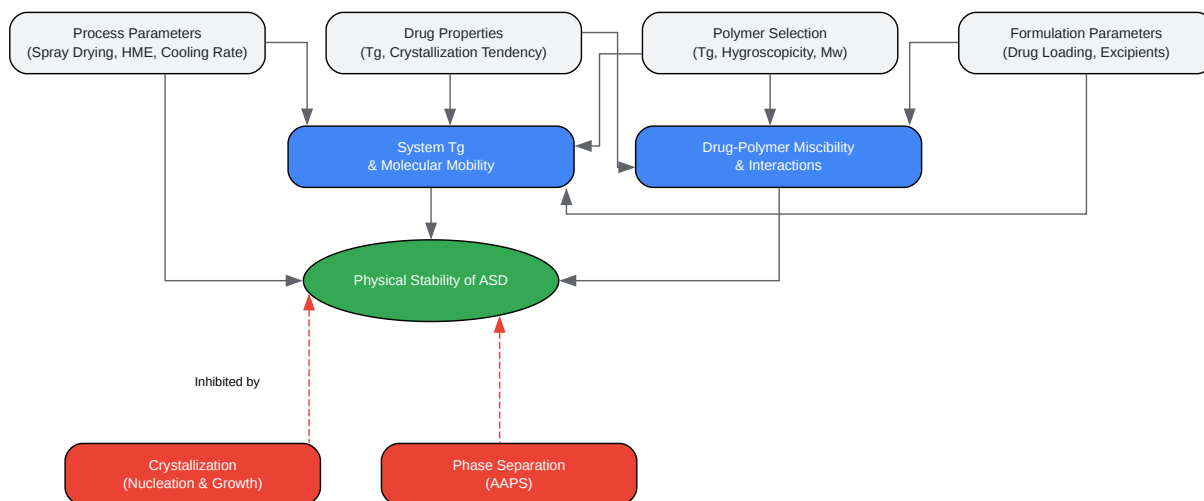 Process Parameters
(Spray Drying, HME, Cooling Rate)
Drug Properties
(Tg, Crystallization Tendency)
Polymer Selection
(Tg, Hygroscopicity, Mw)
Formulation Parameters
(Drug Loading, Excipients)
System Tg
& Molecular Mobility
Drug-Polymer Miscibility
& Interactions
Physical Stability of ASD
Inhibited by
Crystallization
(Nucleation & Growth)
Phase Separation
(AAPS)